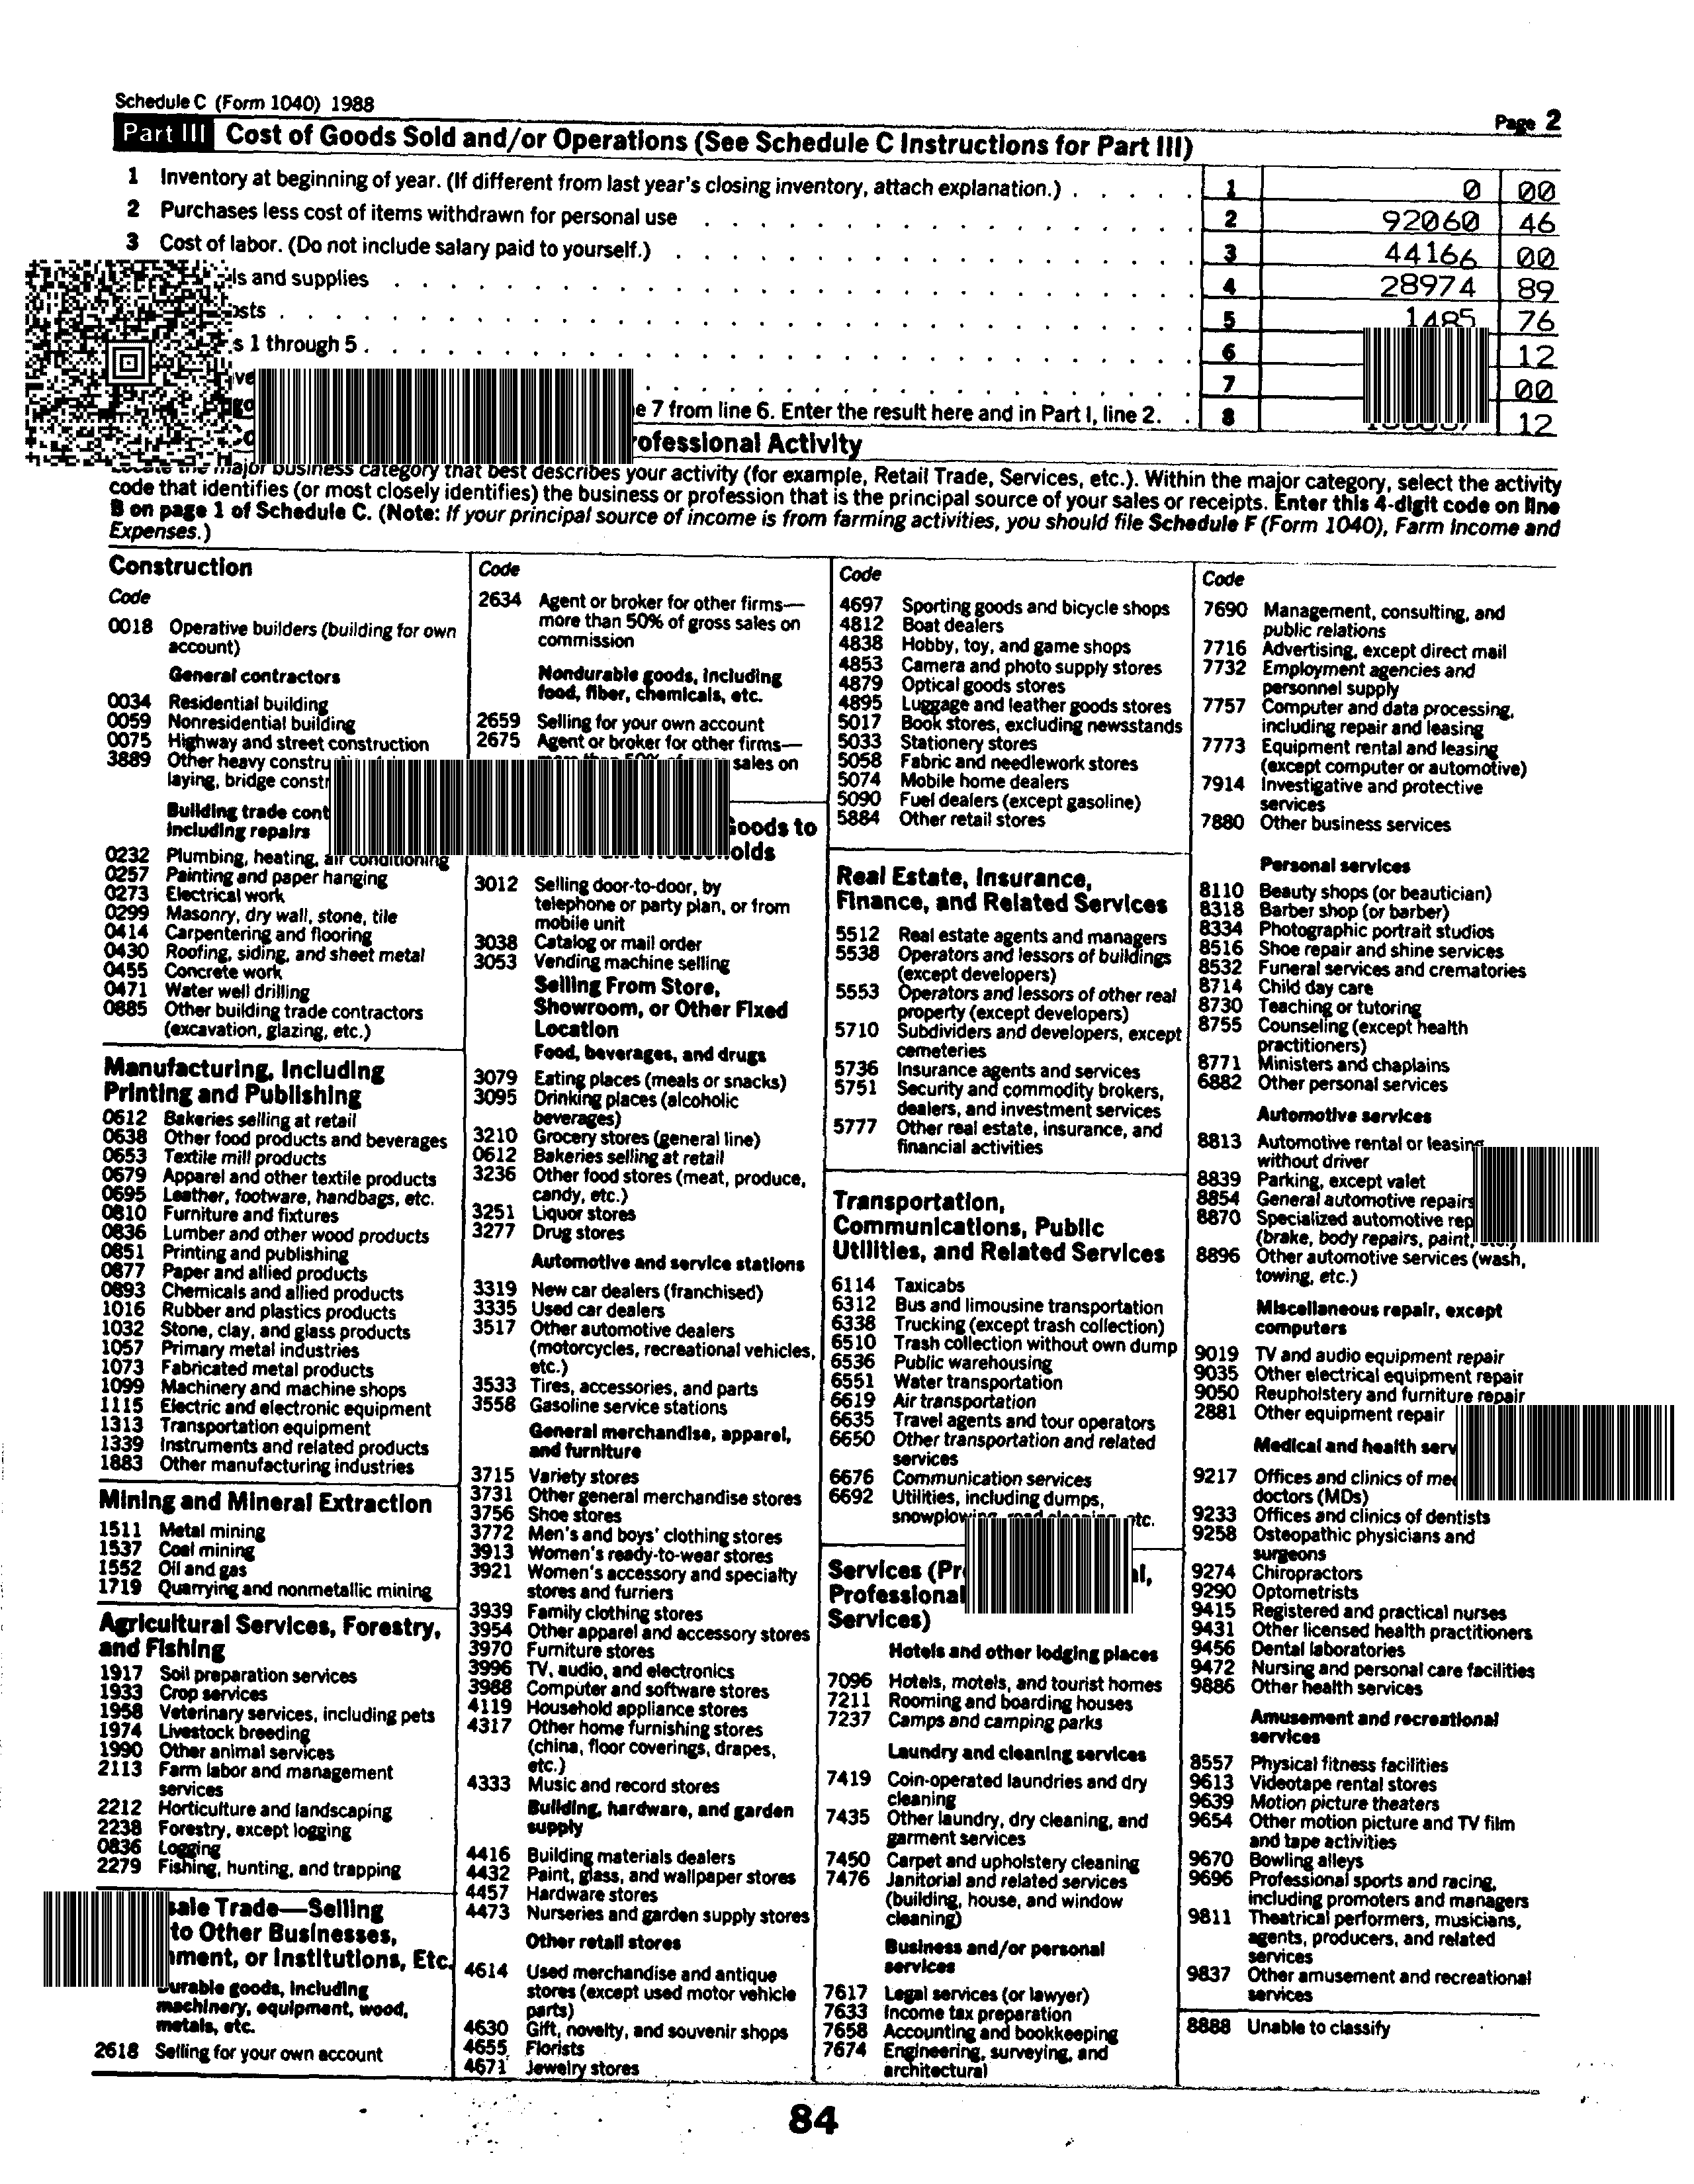 Schedule C (Form 1040) 1988
Page 2
Part III Cost of Goods Sold and/or Operations (See Schedule C Instructions for Part III)
1 Inventory at beginning of year. (If different from last year's closing inventory, attach explanation.) 1 0 00
2 Purchases less cost of items withdrawn for personal use 2 92060 46
3 Cost of labor. (Do not include salary paid to yourself.) 3 44166 00
and supplies 4 28974 89
5 1485 76
1 through 5. 6 12
7 00
7 from line 6. Enter the result here and in Part I, line 2. 8 12
Activity
major business category that best describes your activity (for example, Retail Trade, Services, etc.). Within the major category, select the activity
code that identifies (or most closely identifies) the business or profession that is the principal source of your sales or receipts. Enter this 4-digit code on line
B on page 1 of Schedule C. (Note: If your principal source of income is from farming activities, you should file Schedule F (Form 1040), Farm Income and
Expenses.)
Construction
Code
0018 Operative builders (building for own
account)
General contractors
0034 Residential building
0059 Nonresidential building
0075 Highway and street construction
3889 Other heavy
laying, bridge
Building trade
including repairs
0232 Plumbing, heating, air conditioning
0257 Painting and paper hanging
0273 Electrical work
0299 Masonry, dry wall, stone, tile
0414 Carpentering and flooring
0430 Roofing, siding, and sheet metal
0455 Concrete work
0471 Water well drilling
0885 Other building trade contractors
(excavation, glazing, etc.)
Manufacturing, Including
Printing and Publishing
0612 Bakeries selling at retail
0638 Other food products and beverages
0653 Textile mill products
0679 Apparel and other textile products
0695 Leather, footware, handbags, etc.
0810 Furniture and fixtures
0836 Lumber and other wood products
0851 Printing and publishing
0877 Paper and allied products
0893 Chemicals and allied products
1016 Rubber and plastics products
1032 Stone, clay, and glass products
1057 Primary metal industries
1073 Fabricated metal products
1099 Machinery and machine shops
1115 Electric and electronic equipment
1313 Transportation equipment
1339 Instruments and related products
1883 Other manufacturing industries
Mining and Mineral Extraction
1511 Metal mining
1537 Coal mining
1552 Oil and gas
1719 Quarrying and nonmetallic mining
Agricultural Services, Forestry,
and Fishing
1917 Soil preparation services
1933 Crop services
1958 Veterinary services, including pets
1974 Livestock breeding
1990 Other animal services
2113 Farm labor and management
services
2212 Horticulture and landscaping
2238 Forestry, except logging
0836 Logging
2279 Fishing, hunting, and trapping
Trade—Selling
to Other Businesses,
or Institutions, Etc.
Durable goods, including
machinery, equipment, wood,
metals, etc.
2618 Selling for your own account
Code
2634 Agent or broker for other firms—
more than 50% of gross sales on
commission
Nondurable goods, including
food, fiber, chemicals, etc.
2659 Selling for your own account
2675 Agent or broker for other firms—
sales on
Goods to
3012 Selling door-to-door, by
telephone or party plan, or from
mobile unit
3038 Catalog or mail order
3053 Vending machine selling
Selling From Store,
Showroom, or Other Fixed
Location
Food, beverages, and drugs
3079 Eating places (meals or snacks)
3095 Drinking places (alcoholic
beverages)
3210 Grocery stores (general line)
0612 Bakeries selling at retail
3236 Other food stores (meat, produce,
candy, etc.)
3251 Liquor stores
3277 Drug stores
Automotive and service stations
3319 New car dealers (franchised)
3335 Used car dealers
3517 Other automotive dealers
(motorcycles, recreational vehicles,
etc.)
3533 Tires, accessories, and parts
3558 Gasoline service stations
General merchandise, apparel,
and furniture
3715 Variety stores
3731 Other general merchandise stores
3756 Shoe stores
3772 Men's and boys' clothing stores
3913 Women's ready-to-wear stores
3921 Women's accessory and specialty
stores and furriers
3939 Family clothing stores
3954 Other apparel and accessory stores
3970 Furniture stores
3996 TV, audio, and electronics
3988 Computer and software stores
4119 Household appliance stores
4317 Other home furnishing stores
(china, floor coverings, drapes,
etc.)
4333 Music and record stores
Building, hardware, and garden
supply
4416 Building materials dealers
4432 Paint, glass, and wallpaper stores
4457 Hardware stores
4473 Nurseries and garden supply stores
Other retail stores
4614 Used merchandise and antique
stores (except used motor vehicle
parts)
4630 Gift, novelty, and souvenir shops
4655 Florists
4671 Jewelry stores
Code
4697 Sporting goods and bicycle shops
4812 Boat dealers
4838 Hobby, toy, and game shops
4853 Camera and photo supply stores
4879 Optical goods stores
4895 Luggage and leather goods stores
5017 Book stores, excluding newsstands
5033 Stationery stores
5058 Fabric and needlework stores
5074 Mobile home dealers
5090 Fuel dealers (except gasoline)
5884 Other retail stores
Real Estate, Insurance,
Finance, and Related Services
5512 Real estate agents and managers
5538 Operators and lessors of buildings
(except developers)
5553 Operators and lessors of other real
property (except developers)
5710 Subdividers and developers, except
cemeteries
5736 Insurance agents and services
5751 Security and commodity brokers,
dealers, and investment services
5777 Other real estate, insurance, and
financial activities
Transportation,
Communications, Public
Utilities, and Related Services
6114 Taxicabs
6312 Bus and limousine transportation
6338 Trucking (except trash collection)
6510 Trash collection without own dump
6536 Public warehousing
6551 Water transportation
6619 Air transportation
6635 Travel agents and tour operators
6650 Other transportation and related
services
6676 Communication services
6692 Utilities, including dumps,
etc.
Services
Professional
Services)
Hotels and other lodging places
7096 Hotels, motels, and tourist homes
7211 Rooming and boarding houses
7237 Camps and camping parks
Laundry and cleaning services
7419 Coin-operated laundries and dry
cleaning
7435 Other laundry, dry cleaning, and
garment services
7450 Carpet and upholstery cleaning
7476 Janitorial and related services
(building, house, and window
cleaning)
Business and/or personal
services
7617 Legal services (or lawyer)
7633 Income tax preparation
7658 Accounting and bookkeeping
7674 Engineering, surveying, and
architectural
Code
7690 Management, consulting, and
public relations
7716 Advertising, except direct mail
7732 Employment agencies and
personnel supply
7757 Computer and data processing,
including repair and leasing
7773 Equipment rental and leasing
(except computer or automotive)
7914 Investigative and protective
services
7880 Other business services
Personal services
8110 Beauty shops (or beautician)
8318 Barber shop (or barber)
8334 Photographic portrait studios
8516 Shoe repair and shine services
8532 Funeral services and crematories
8714 Child day care
8730 Teaching or tutoring
8755 Counseling (except health
practitioners)
8771 Ministers and chaplains
6882 Other personal services
Automotive services
8813 Automotive rental or leasing
without driver
8839 Parking, except valet
8854 General automotive repairs
8870 Specialized automotive
(brake, body repairs, paint,
8896 Other automotive services (wash,
towing, etc.)
Miscellaneous repair, except
computers
9019 TV and audio equipment repair
9035 Other electrical equipment repair
9050 Reupholstery and furniture repair
2881 Other equipment repair
Medical and health
9217 Offices and clinics of
doctors (MDs)
9233 Offices and clinics of dentists
9258 Osteopathic physicians and
surgeons
9274 Chiropractors
9290 Optometrists
9415 Registered and practical nurses
9431 Other licensed health practitioners
9456 Dental laboratories
9472 Nursing and personal care facilities
9886 Other health services
Amusement and recreational
services
8557 Physical fitness facilities
9613 Videotape rental stores
9639 Motion picture theaters
9654 Other motion picture and TV film
and tape activities
9670 Bowling alleys
9696 Professional sports and racing,
including promoters and managers
9811 Theatrical performers, musicians,
agents, producers, and related
services
9837 Other amusement and recreational
services
8888 Unable to classify
84